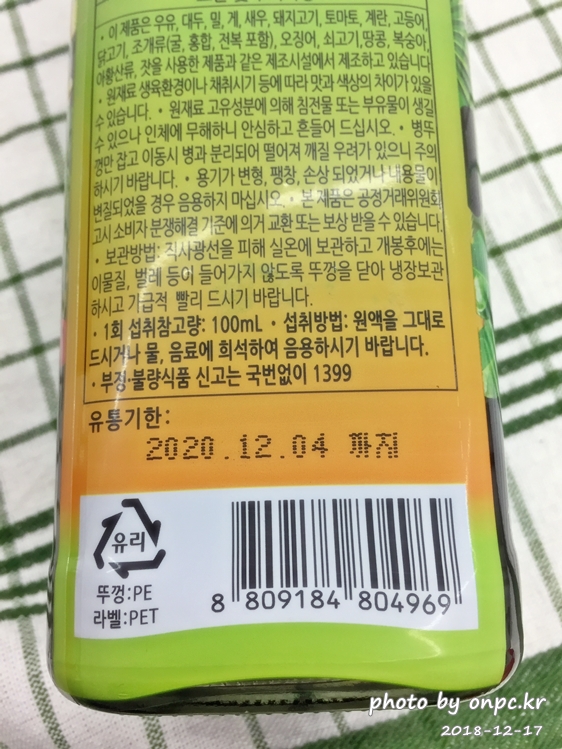 • 이 제품은 우유, 대두, 밀, 게, 새우, 돼지고기, 토마토, 계란, 고등어,
닭고기, 조개류(굴, 홍합, 전복 포함), 오징어, 쇠고기,땅콩, 복숭아,
아황산류, 잣을 사용한 제품과 같은 제조시설에서 제조하고 있습니다
• 원재료 생육환경이나 채취시기 등에 따라 맛과 색상의 차이가 있을
수 있습니다. • 원재료 고유성분에 의해 침전물 또는 부유물이 생길
수 있으나 인체에 무해하니 안심하고 흔들어 드십시오. • 병뚜
껑만 잡고 이동시 병과 분리되어 떨어져 깨질 우려가 있으니 주의
하시기 바랍니다. • 용기가 변형, 팽창, 손상 되었거나 내용물이
변질되었을 경우 음용하지 마십시오. • 본 제품은 공정거래위원회
고시 소비자 분쟁해결 기준에 의거 교환 또는 보상 받을 수 있습니다.
• 보관방법: 직사광선을 피해 실온에 보관하고 개봉후에는
이물질, 벌레 등이 들어가지 않도록 뚜껑을 닫아 냉장보관
하시고 가급적 빨리 드시기 바랍니다.
• 1회 섭취참고량: 100mL • 섭취방법: 원액을 그대로
드시거나 물, 음료에 희석하여 음용하시기 바랍니다.
• 부정·불량식품 신고는 국번없이 1399
유통기한:
2020.12.04 까지
유리
뚜껑:PE
라벨:PET
8 809184 804969
photo by onpc.kr
2018-12-17